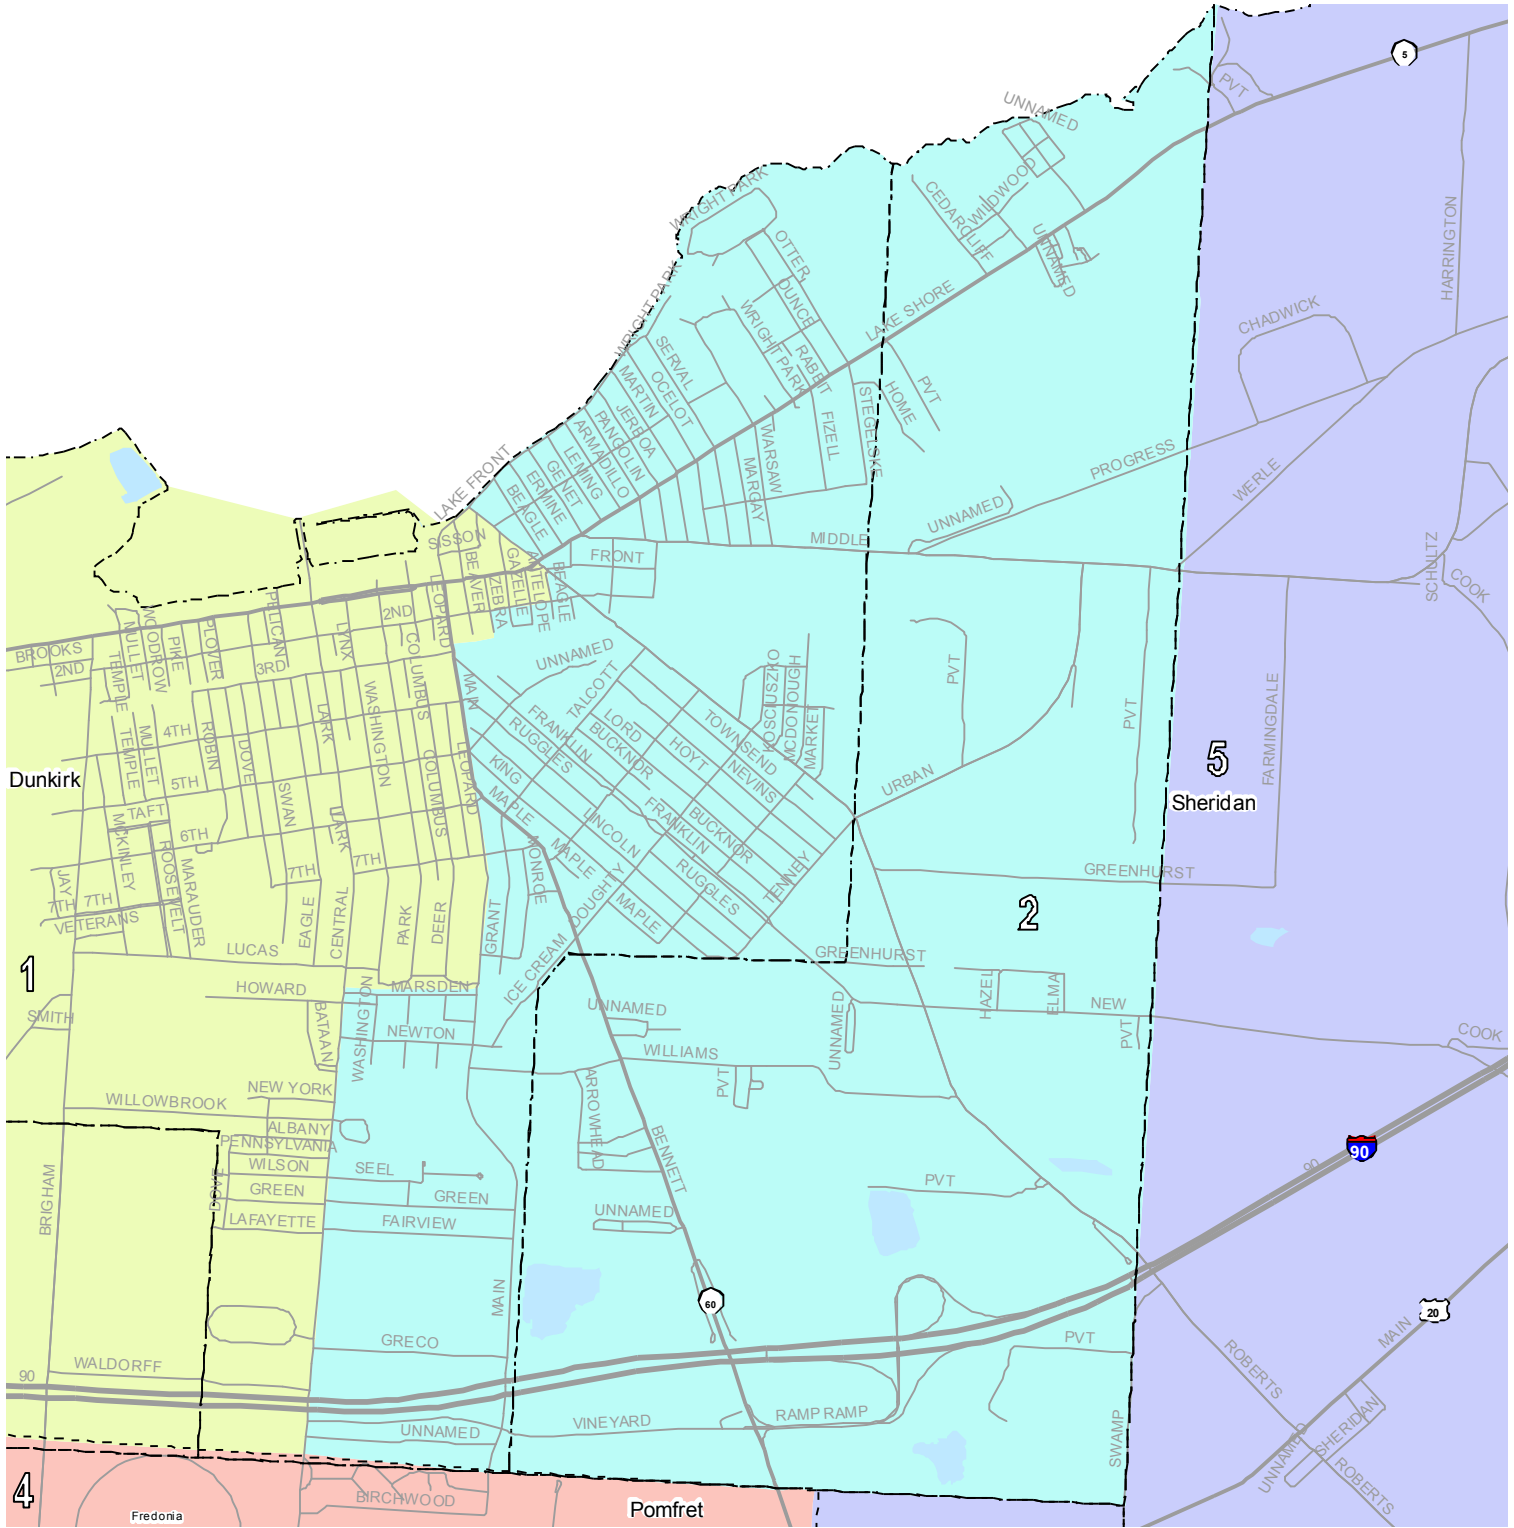 5
PVT
UNNAMED
WILDWOOD
CEDARCLIFF
UNNAMED
HARRINGTON
WRIGHT PARK
OTTER
OUNCE
LAKE SHORE
CHADWICK
WRIGHT PARK
WRIGHT PARK
RABBIT
SERVAL
OCELOT
MARTIN
JERBOA
PANGOLIN
ARMADILLO
LEMING
GENET
ERMINE
BEAGLE
LAKE FRONT
PVT
HOME
STEGELSKE
FIZELL
WARSAW
MARGAY
PROGRESS
WERLE
UNNAMED
MIDDLE
SCHULTZ
COOK
SISSON
BEAVER
ZEBRA
GAZELLE
ANTELOPE
BEAGLE
FRONT
LEOPARD
2ND
COLUMBUS
LYNX
PELICAN
PLOVER
PIKE
WOODROW
MULLET
TEMPLE
BROOKS
2ND
3RD
UNNAMED
TALCOTT
MAIN
FRANKLIN
RUGGLES
LORD
BUCKNOR
HOYT
TOWNSEND
NEVINS
KOSCIUSZKO
MCDONOUGH
MARKET
PVT
PVT
FARMINGDALE
URBAN
5
Sheridan
Dunkirk
WASHINGTON
LARK
4TH
ROBIN
DOVE
MULLET
TEMPLE
5TH
SWAN
COLUMBUS
LEOPARD
KING
MAPLE
LINCOLN
FRANKLIN
BUCKNOR
RUGGLES
TENNEY
MAPLE
DOUGHTY
MAPLE
MONROE
TAFT
6TH
LARK
7TH
7TH
MCKINLEY
ROOSEVELT
MARAUDER
JAY
7TH
7TH
VETERANS
EAGLE
CENTRAL
PARK
DEER
GRANT
ICE CREAM
GREENHURST
2
GREENHURST
LUCAS
1
HOWARD
MARSDEN
SMITH
BATAAN
WASHINGTON
NEWTON
UNNAMED
WILLIAMS
UNNAMED
HAZEL
ELMA
NEW
PVT
COOK
PVT
ARROWHEAD
BENNETT
NEW YORK
WILLOWBROOK
ALBANY
PENNSYLVANIA
WILSON
SEEL
GREEN
GREEN
DOVE
LAFAYETTE
FAIRVIEW
BRIGHAM
UNNAMED
PVT
90
90
MAIN
60
GRECO
PVT
20
MAIN
ROBERTS
WALDORFF
90
UNNAMED
VINEYARD
RAMP RAMP
SWAMP
UNNAMED
SHERIDAN
ROBERTS
4
BIRCHWOOD
Fredonia
Pomfret